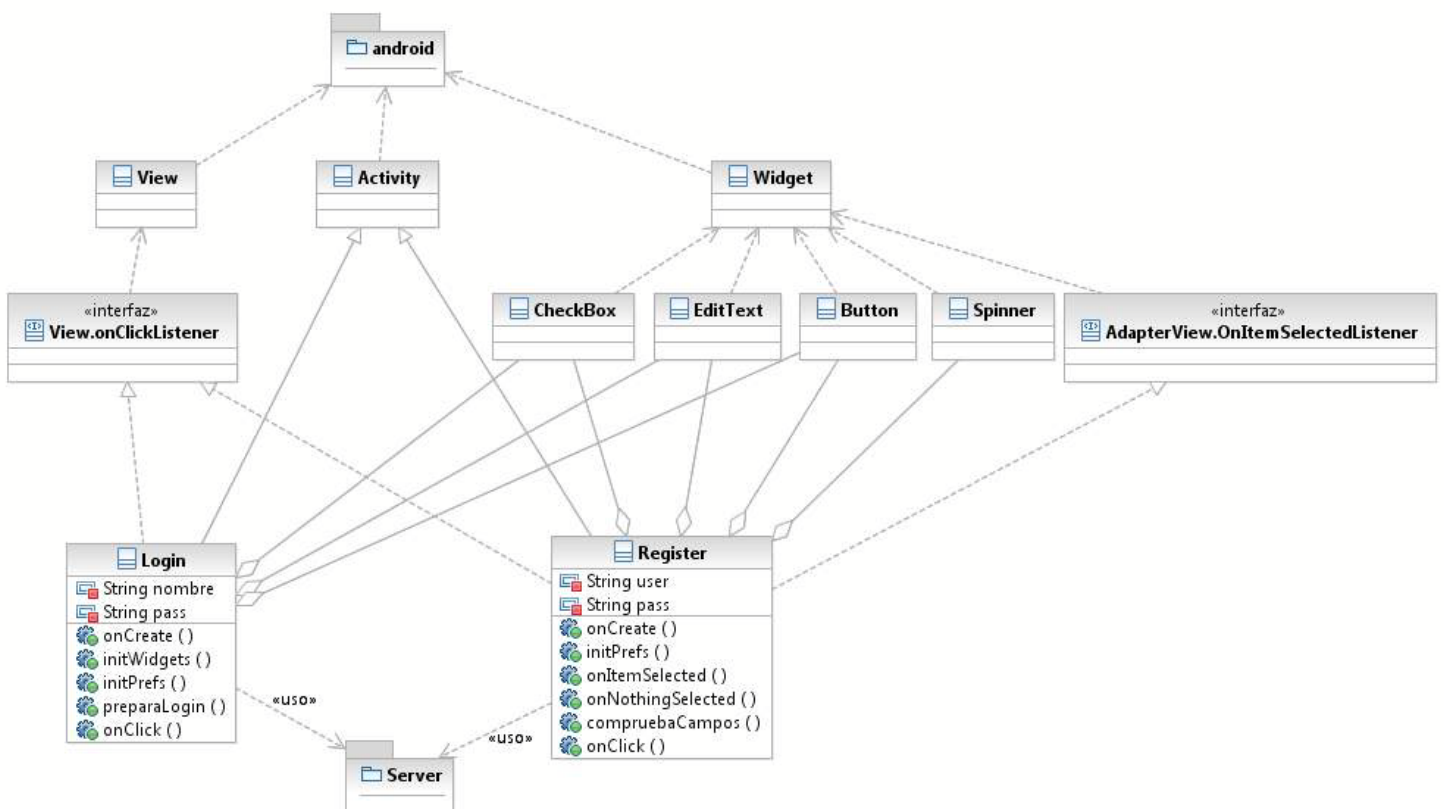 android
View
Activity
Widget
«interfaz»
View.onClickListener
CheckBox
EditText
Button
Spinner
«interfaz»
AdapterView.OnItemSelectedListener
Login
String nombre
String pass
onCreate ( )
initWidgets ( )
initPrefs ( )
preparaLogin ( )
onClick ( )
Register
String user
String pass
onCreate ( )
initPrefs ( )
onItemSelected ( )
onNothingSelected ( )
compruebaCampos ( )
onClick ( )
«uso»
«uso»
Server